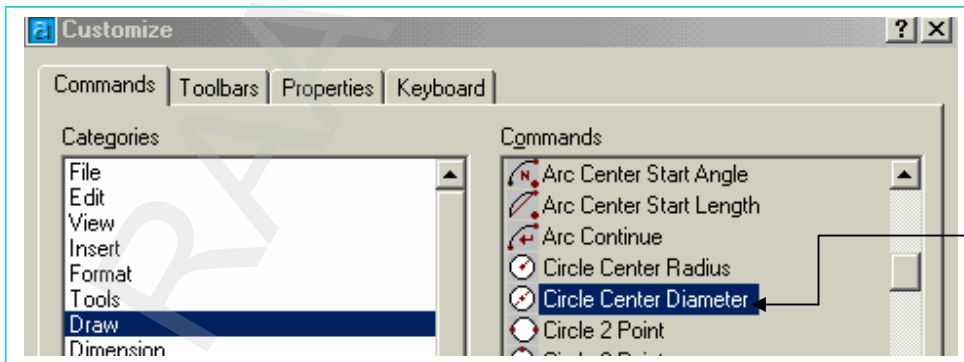 Customize
Commands Toolbars Properties Keyboard
Categories
File
Edit
View
Insert
Format
Tools
Draw
Dimension
Commands
Arc Center Start Angle
Arc Center Start Length
Arc Continue
Circle Center Radius
Circle Center Diameter
Circle 2 Point